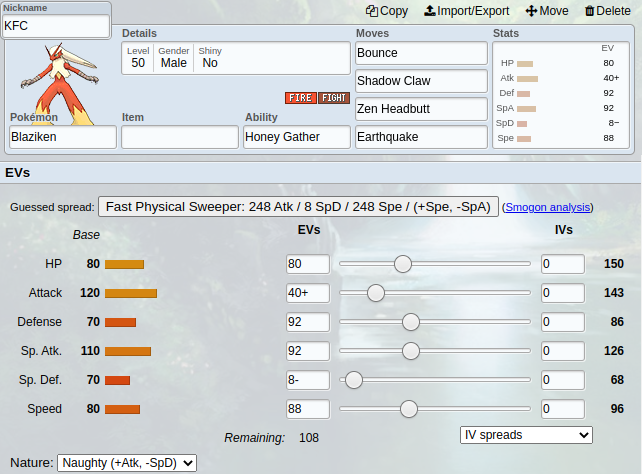 Nickname
KFC
Copy Import/Export Move Delete
Details
Level Gender Shiny
50 Male No
FIRE FIGHT
Pokémon Item Ability
Blaziken Honey Gather
Moves
Bounce
Shadow Claw
Zen Headbutt
Earthquake
Stats
EV
HP 80
Atk 40+
Def 92
SpA 92
SpD 8−
Spe 88
EVs
Guessed spread: Fast Physical Sweeper: 248 Atk / 8 SpD / 248 Spe / (+Spe, -SpA) (Smogon analysis)
Base EVs IVs
HP 80 80 0 150
Attack 120 40+ 0 143
Defense 70 92 0 86
Sp. Atk. 110 92 0 126
Sp. Def. 70 8- 0 68
Speed 80 88 0 96
Remaining: 108 IV spreads
Nature: Naughty (+Atk, -SpD)